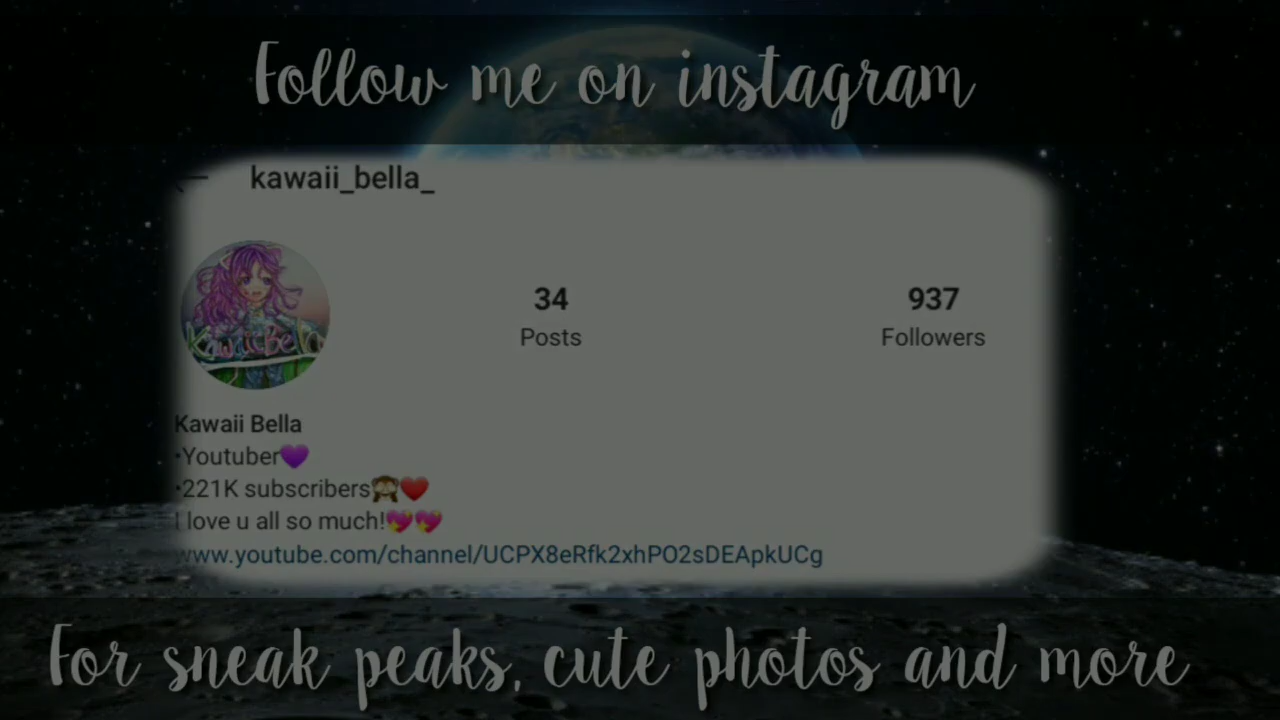 Follow me on instagram
kawaii_bella_
34
Posts
937
Followers
KawaiiBella
Kawaii Bella
•Youtuber💜
•221K subscribers🙈❤️
I love u all so much!💖💖
www.youtube.com/channel/UCPX8eRfk2xhPO2sDEApkUCg
For sneak peaks, cute photos and more